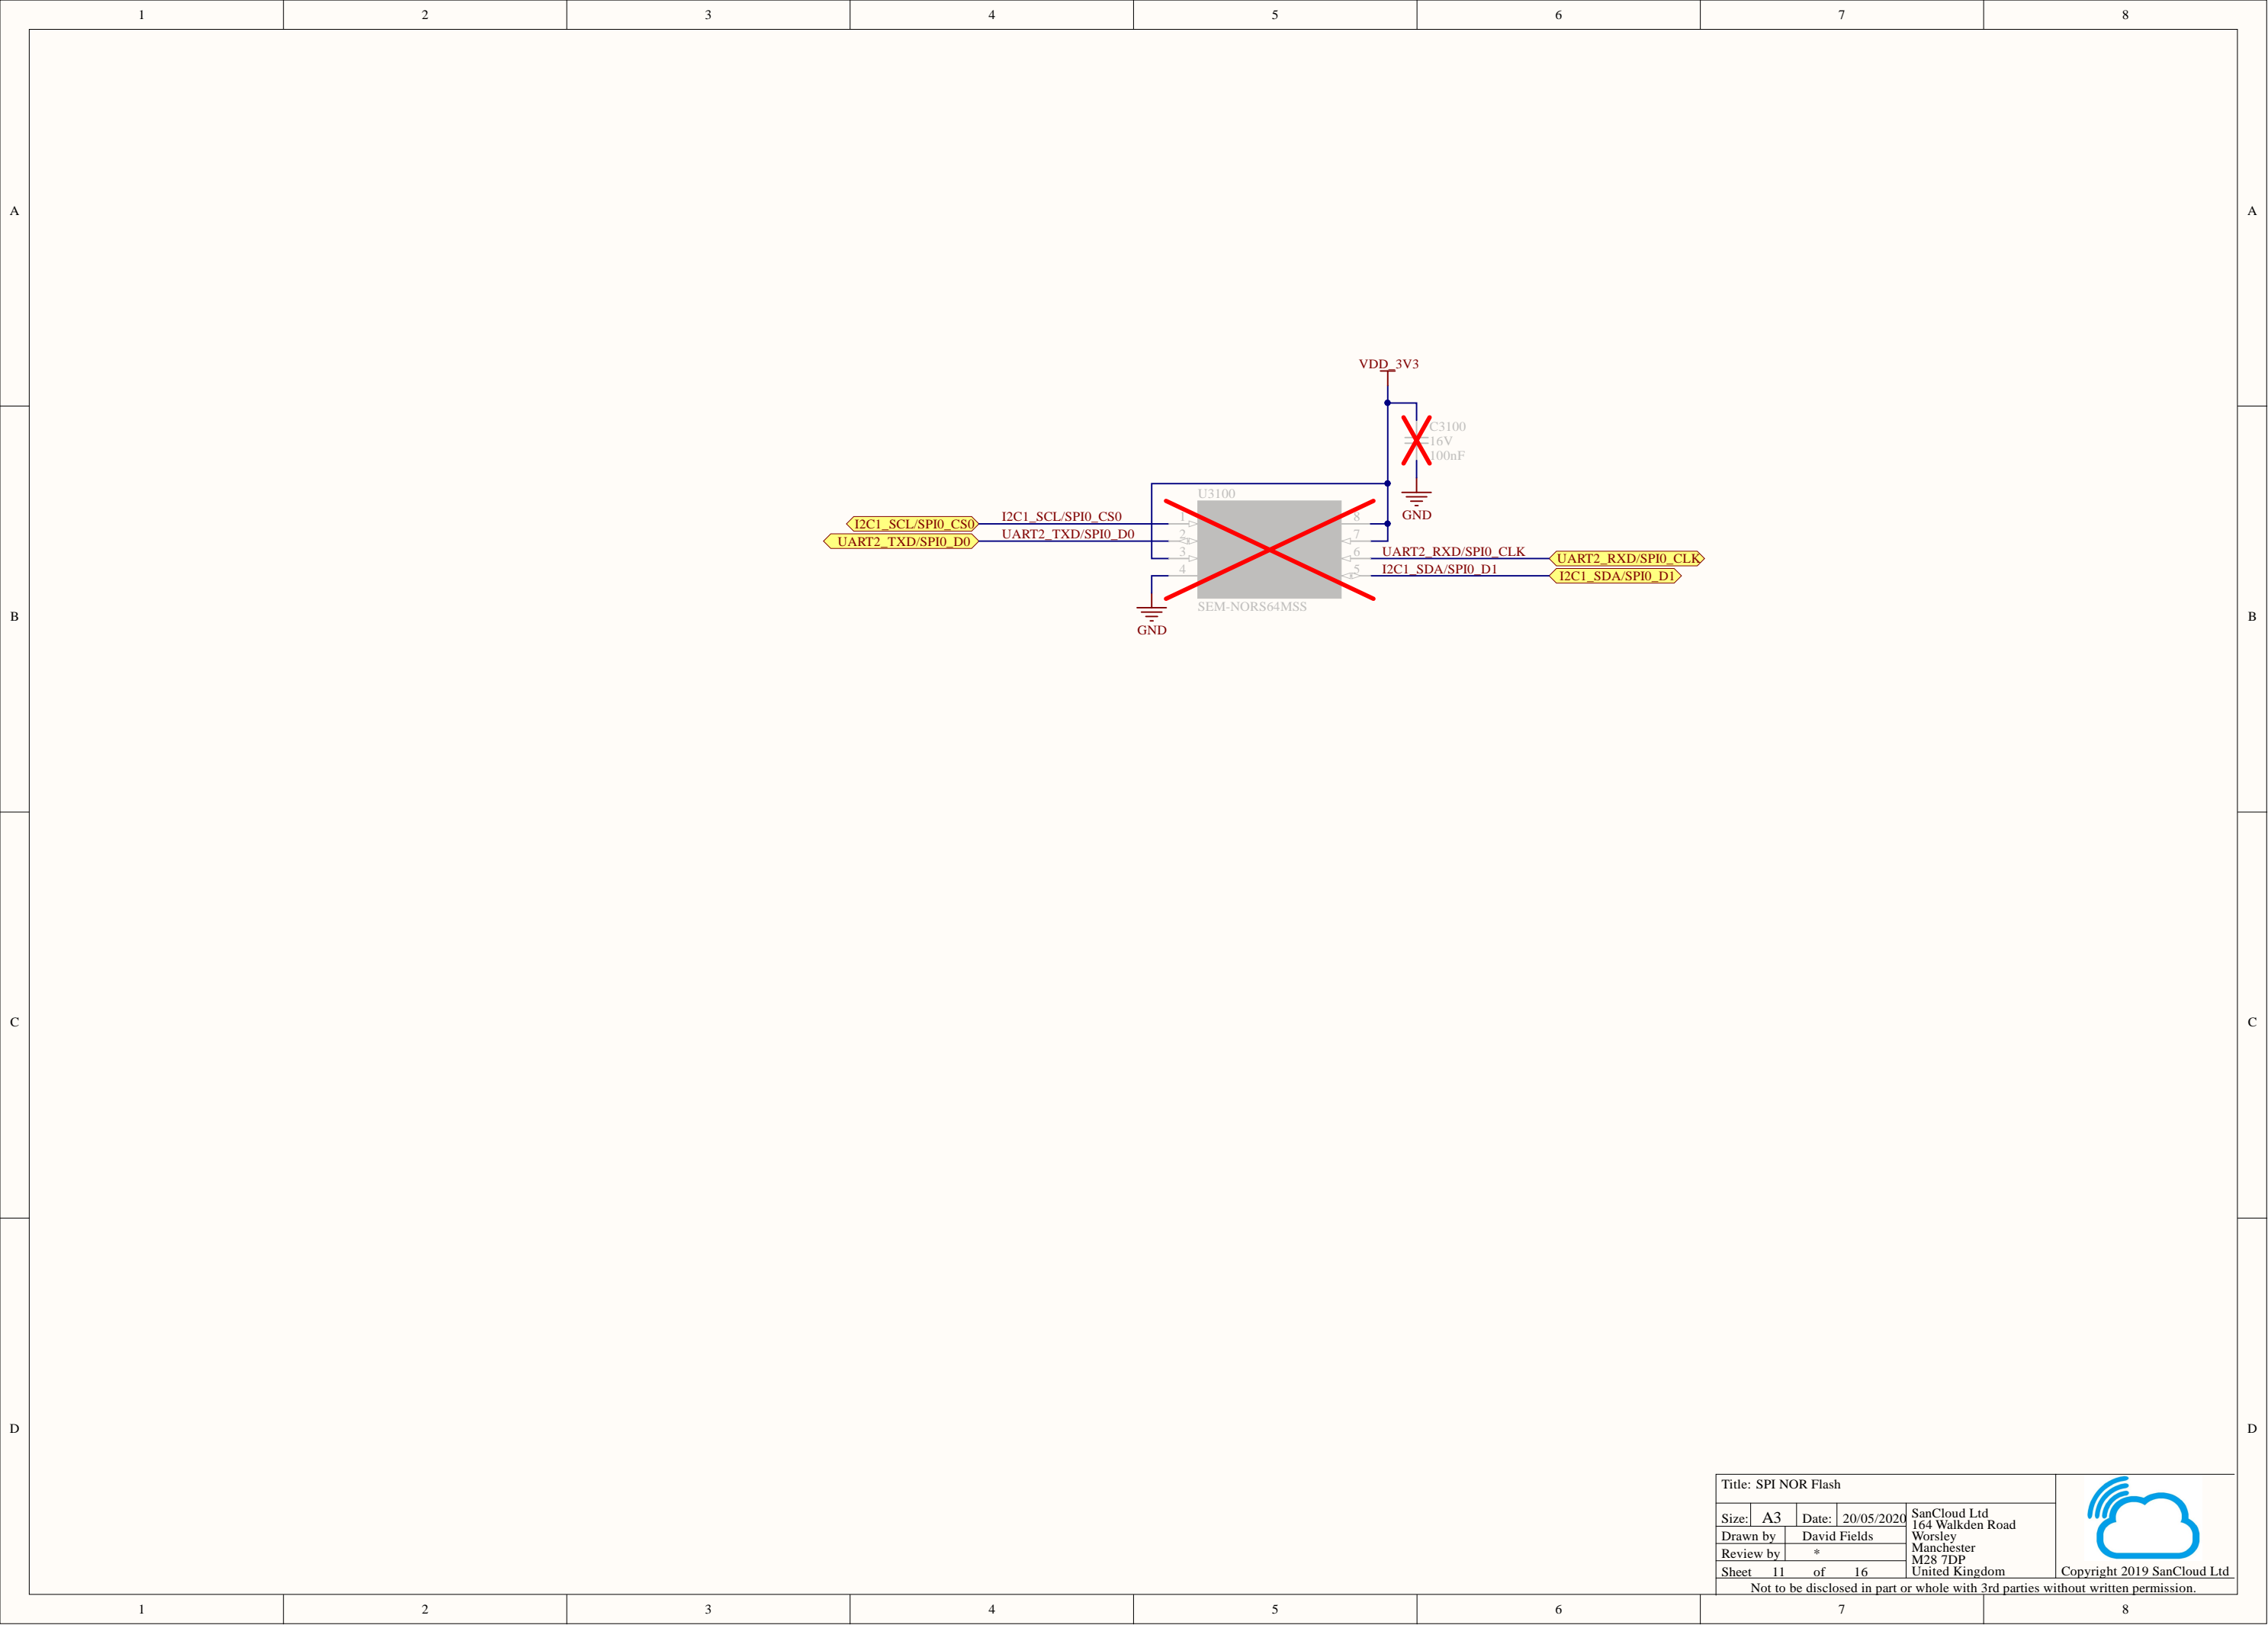 1 2 3 4 5 6 7 8
A A
VDD_3V3
C3100
16V
100nF
GND
U3100
I2C1_SCL/SPI0_CS0 I2C1_SCL/SPI0_CS0 1 8
UART2_TXD/SPI0_D0 UART2_TXD/SPI0_D0 2 7
3 6 UART2_RXD/SPI0_CLK UART2_RXD/SPI0_CLK
4 5 I2C1_SDA/SPI0_D1 I2C1_SDA/SPI0_D1
SEM-NORS64MSS
GND
B B
C C
D D
Title: SPI NOR Flash
Size: A3 Date: 20/05/2020
Drawn by David Fields
Review by *
Sheet 11 of 16
SanCloud Ltd
164 Walkden Road
Worsley
Manchester
M28 7DP
United Kingdom
Copyright 2019 SanCloud Ltd
Not to be disclosed in part or whole with 3rd parties without written permission.
1 2 3 4 5 6 7 8